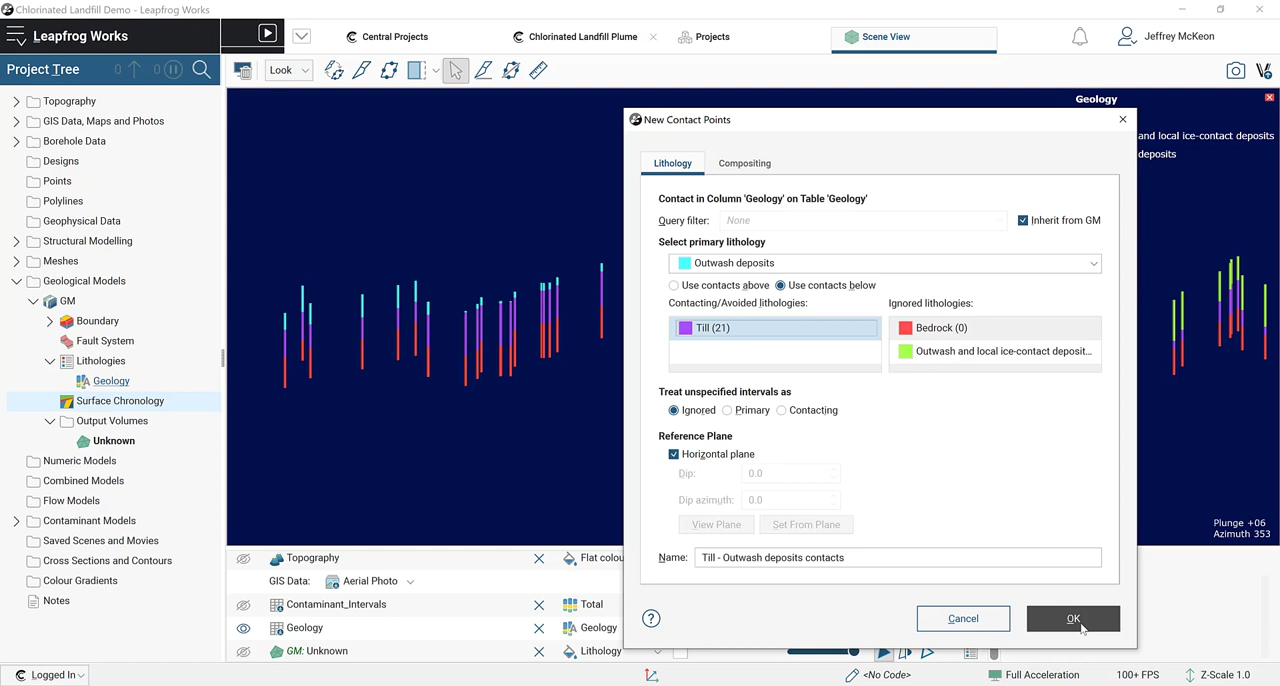 Chlorinated Landfill Demo - Leapfrog Works
Leapfrog Works
Central Projects
Chlorinated Landfill Plume
Projects
Scene View
Jeffrey McKeon
Project Tree
0
0
Look
Topography
GIS Data, Maps and Photos
Borehole Data
Designs
Points
Polylines
Geophysical Data
Structural Modelling
Meshes
Geological Models
GM
Boundary
Fault System
Lithologies
Geology
Surface Chronology
Output Volumes
Unknown
Numeric Models
Combined Models
Flow Models
Contaminant Models
Saved Scenes and Movies
Cross Sections and Contours
Colour Gradients
Notes
Geology
and local ice-contact deposits
deposits
Plunge +06
Azimuth 353
New Contact Points
Lithology
Compositing
Contact in Column 'Geology' on Table 'Geology'
Query filter: None
Inherit from GM
Select primary lithology
Outwash deposits
Use contacts above
Use contacts below
Contacting/Avoided lithologies:
Ignored lithologies:
Till (21)
Bedrock (0)
Outwash and local ice-contact deposit...
Treat unspecified intervals as
Ignored
Primary
Contacting
Reference Plane
Horizontal plane
Dip: 0.0
Dip azimuth: 0.0
View Plane
Set From Plane
Name: Till - Outwash deposits contacts
?
Cancel
OK
Topography
Flat colou
GIS Data: Aerial Photo
Contaminant_Intervals
Total
Geology
Geology
GM: Unknown
Lithology
Logged In
<No Code>
Full Acceleration
100+ FPS
Z-Scale 1.0